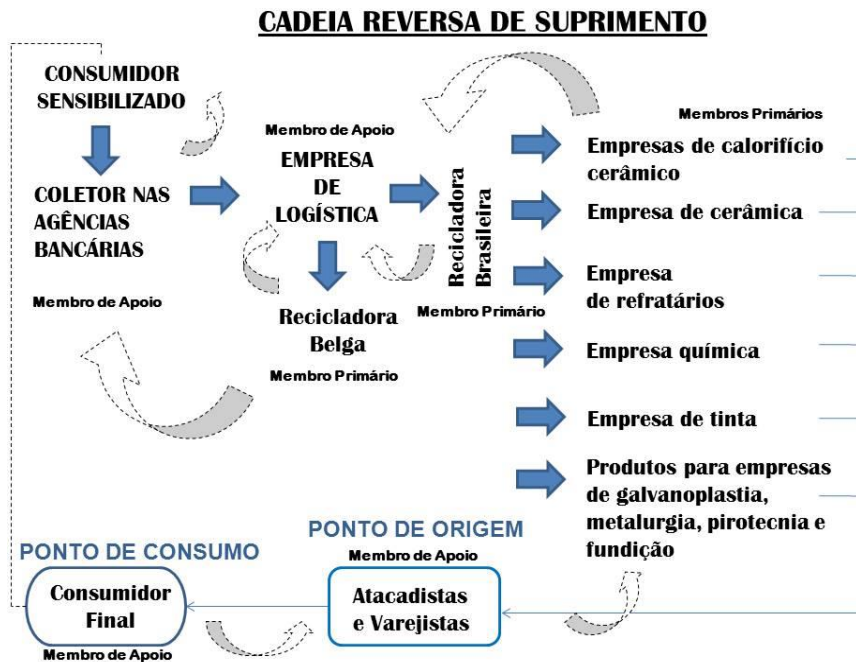 CADEIA REVERSA DE SUPRIMENTO
CONSUMIDOR
SENSIBILIZADO
COLETOR NAS
AGÊNCIAS
BANCÁRIAS
Membro de Apoio
Membro de Apoio
EMPRESA
DE
LOGÍSTICA
Recicladora
Belga
Membro Primário
Recicladora
Brasileira
Membro Primário
Membros Primários
Empresas de calorifício
cerâmico
Empresa de cerâmica
Empresa
de refratários
Empresa química
Empresa de tinta
Produtos para empresas
de galvanoplastia,
metalurgia, pirotecnia e
fundição
PONTO DE CONSUMO
Consumidor
Final
Membro de Apoio
PONTO DE ORIGEM
Membro de Apoio
Atacadistas
e Varejistas